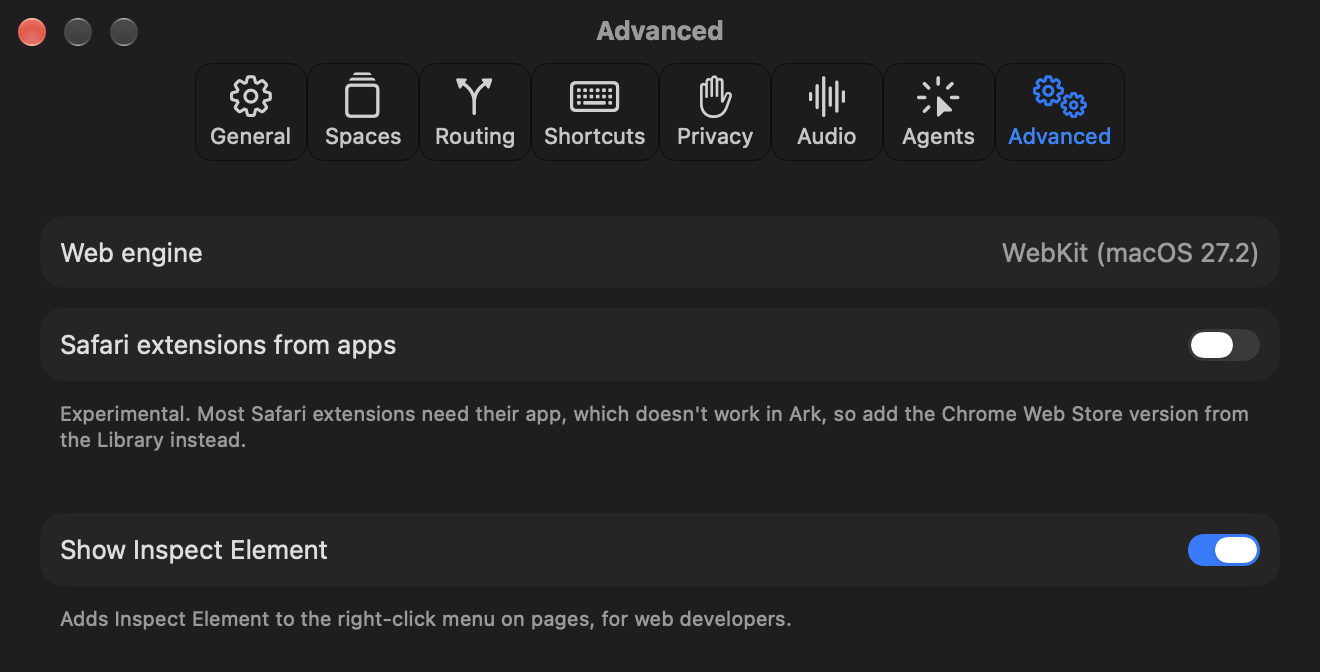 Advanced
General
Spaces
Routing
Shortcuts
Privacy
Audio
Agents
Advanced
Web engine
WebKit (macOS 27.2)
Safari extensions from apps
Experimental. Most Safari extensions need their app, which doesn't work in Ark, so add the Chrome Web Store version from
the Library instead.
Show Inspect Element
Adds Inspect Element to the right-click menu on pages, for web developers.